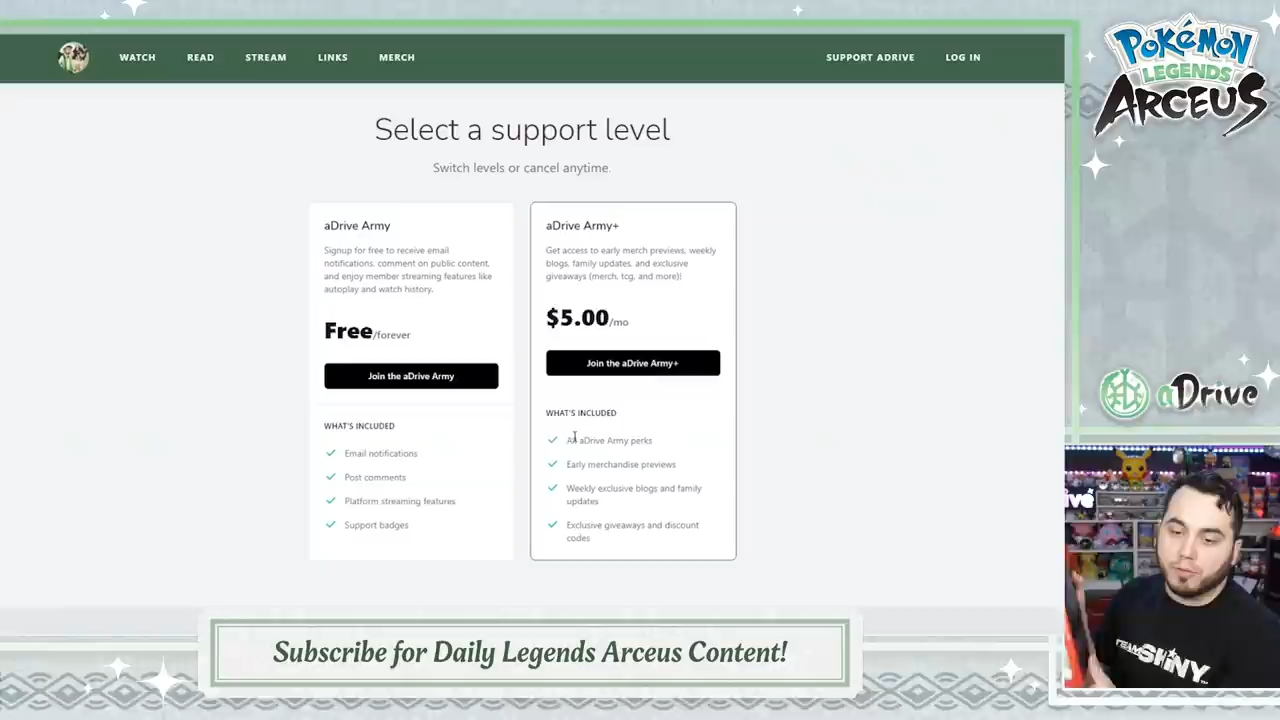 WATCH READ STREAM LINKS MERCH SUPPORT ADRIVE LOG IN
Select a support level
Switch levels or cancel anytime.
aDrive Army
Signup for free to receive email
notifications, comment on public content,
and enjoy member streaming features like
autoplay and watch history.
Free/forever
Join the aDrive Army
WHAT'S INCLUDED
Email notifications
Post comments
Platform streaming features
Support badges
aDrive Army+
Get access to early merch previews, weekly
blogs, family updates, and exclusive
giveaways (merch, tcg, and more)!
$5.00/mo
Join the aDrive Army+
WHAT'S INCLUDED
All aDrive Army perks
Early merchandise previews
Weekly exclusive blogs and family
updates
Exclusive giveaways and discount
codes
Pokémon
LEGENDS
ARCEUS
aDrive
TEAM SHINY
Subscribe for Daily Legends Arceus Content!